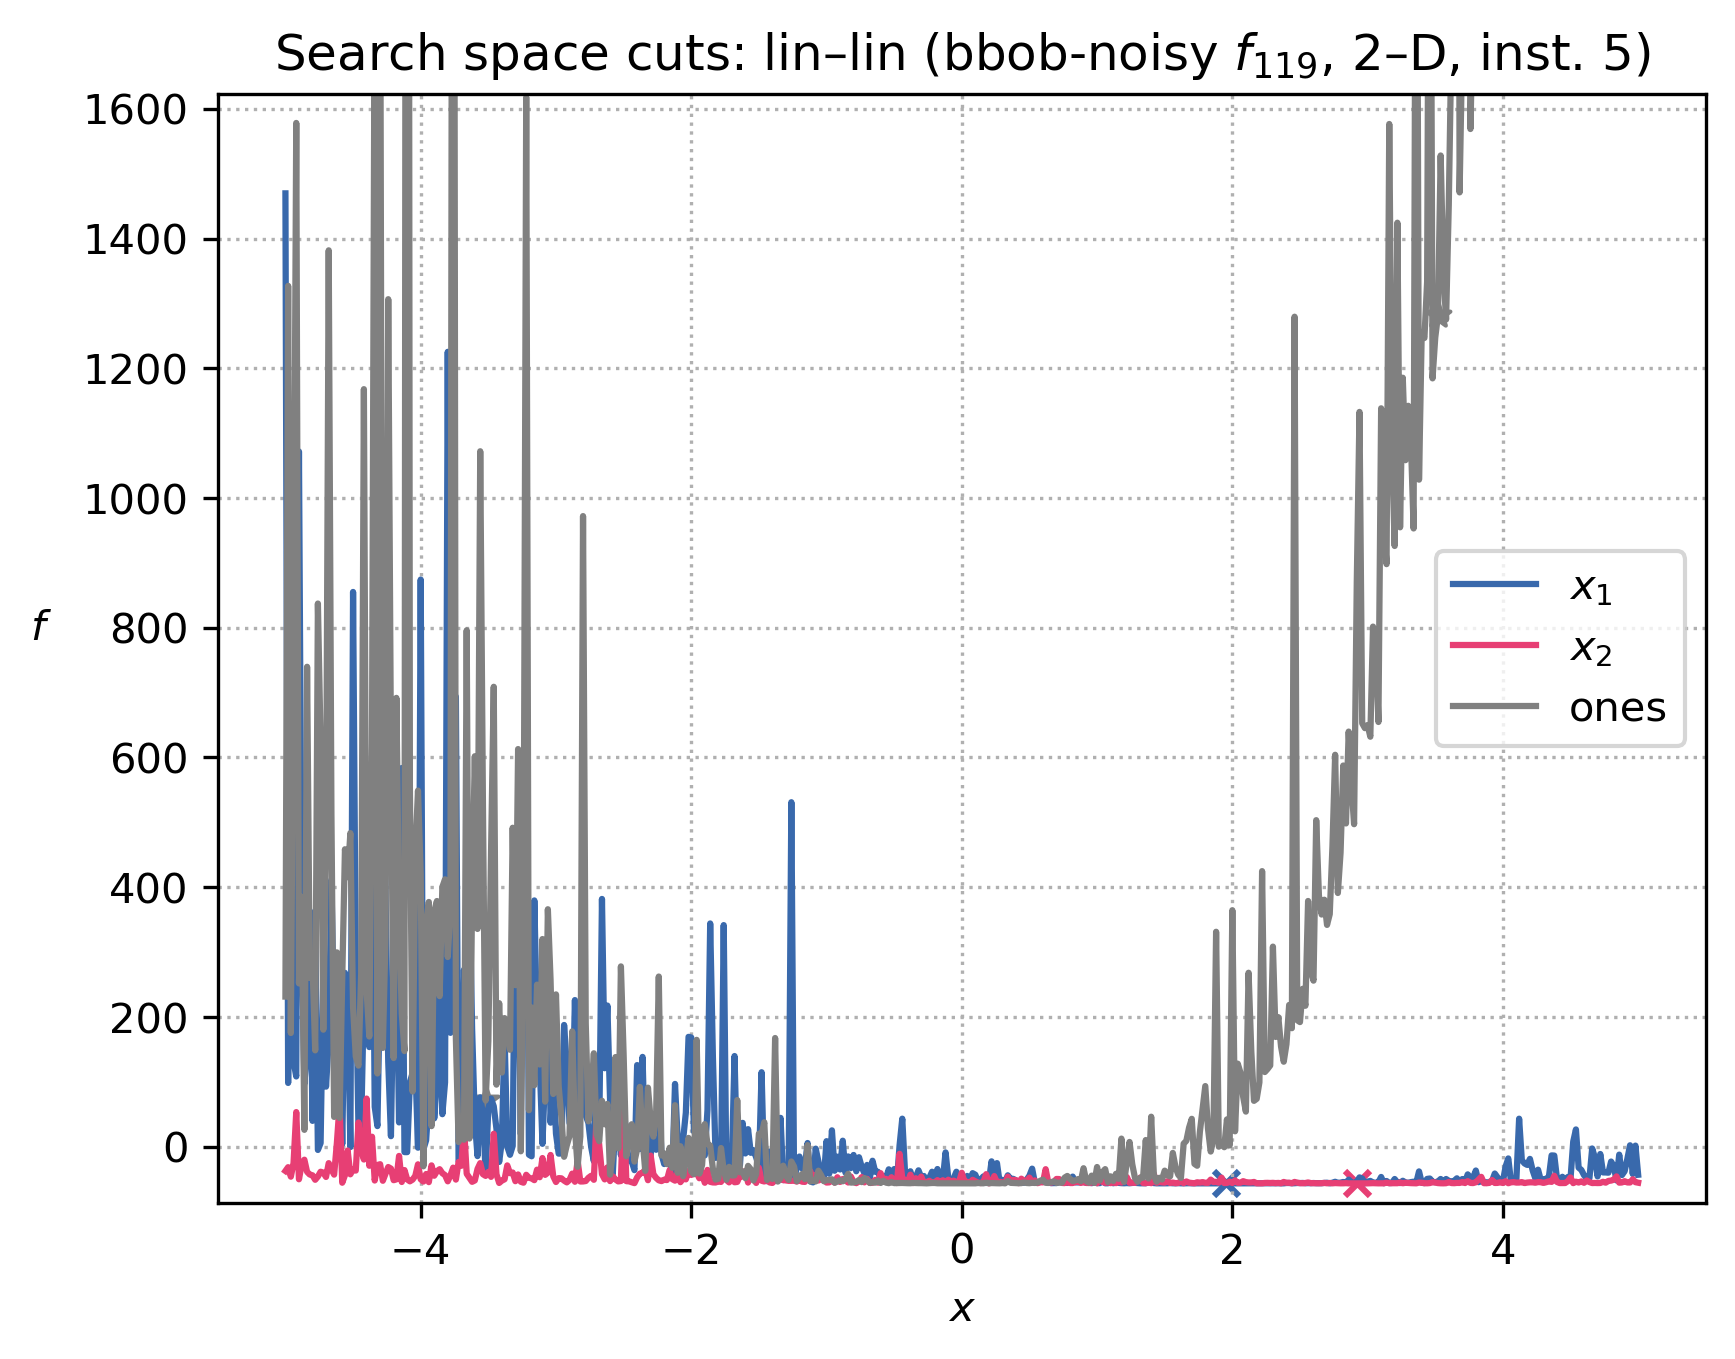 Search space cuts: lin–lin (bbob-noisy f₁₁₉, 2–D, inst. 5)
1600
1400
1200
1000
800
600
400
200
0
f
x₁
x₂
ones
−4
−2
0
2
4
x